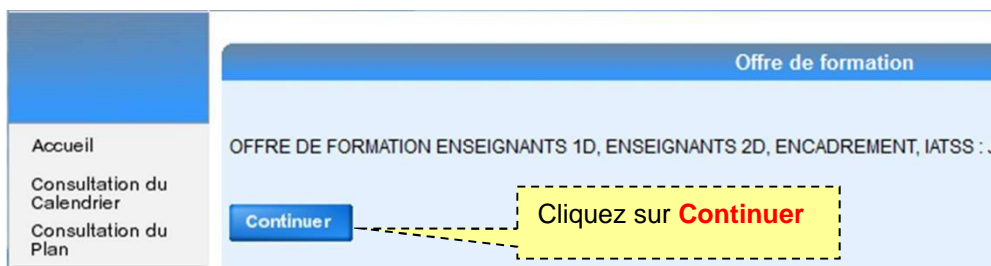 Offre de formation
Accueil
Consultation du
Calendrier
Consultation du
Plan
OFFRE DE FORMATION ENSEIGNANTS 1D, ENSEIGNANTS 2D, ENCADREMENT, IATSS :
Continuer
Cliquez sur Continuer